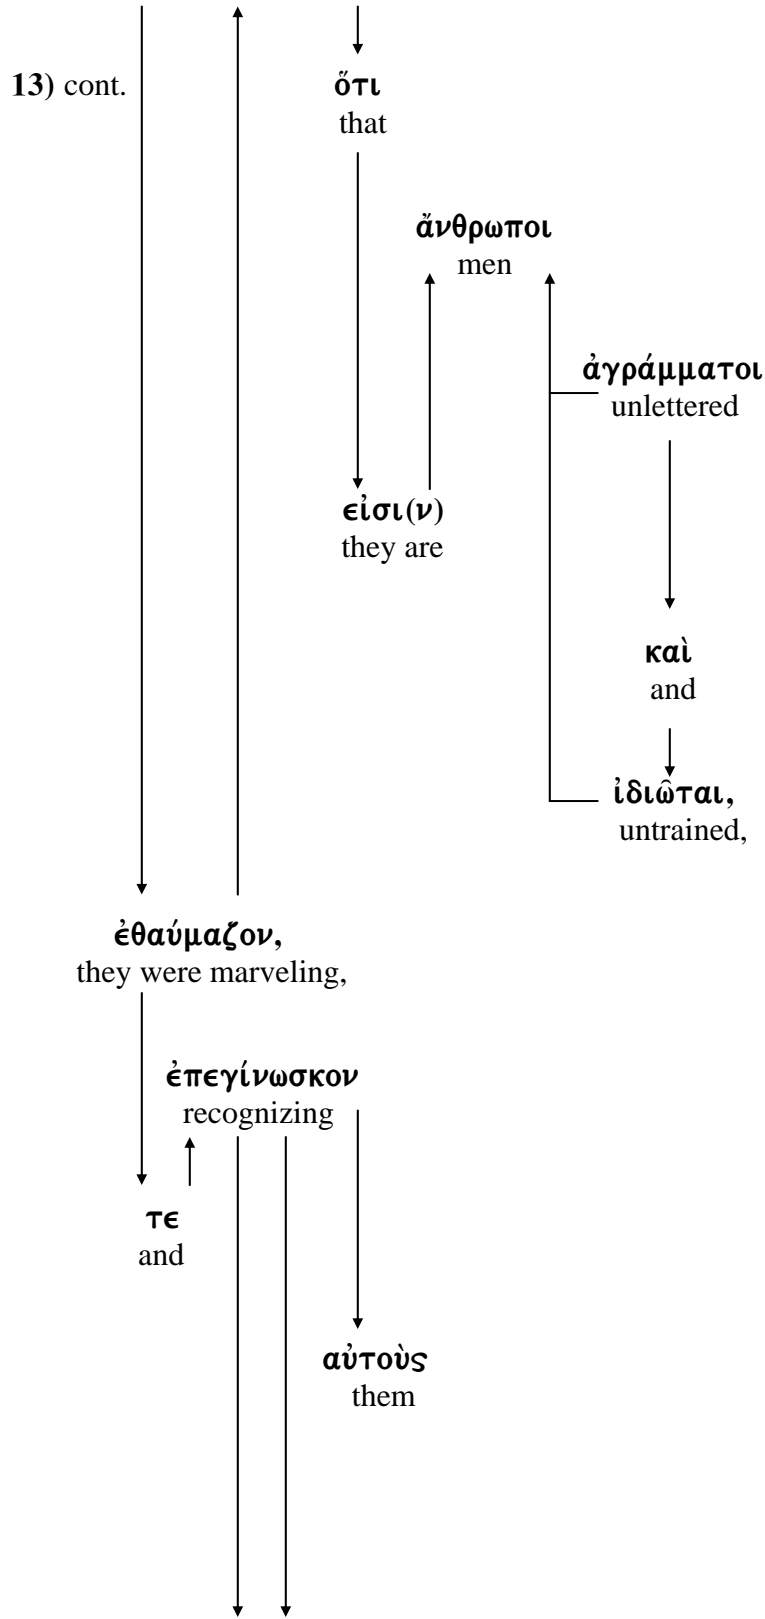 13) cont.
ὅτι
that
ἄνθρωποι
men
ἀγράμματοι
unlettered
εἰσι(ν)
they are
καὶ
and
ἰδιῶται,
untrained,
ἐθαύμαζον,
they were marveling,
ἐπεγίνωσκον
recognizing
τε
and
αὐτοὺς
them